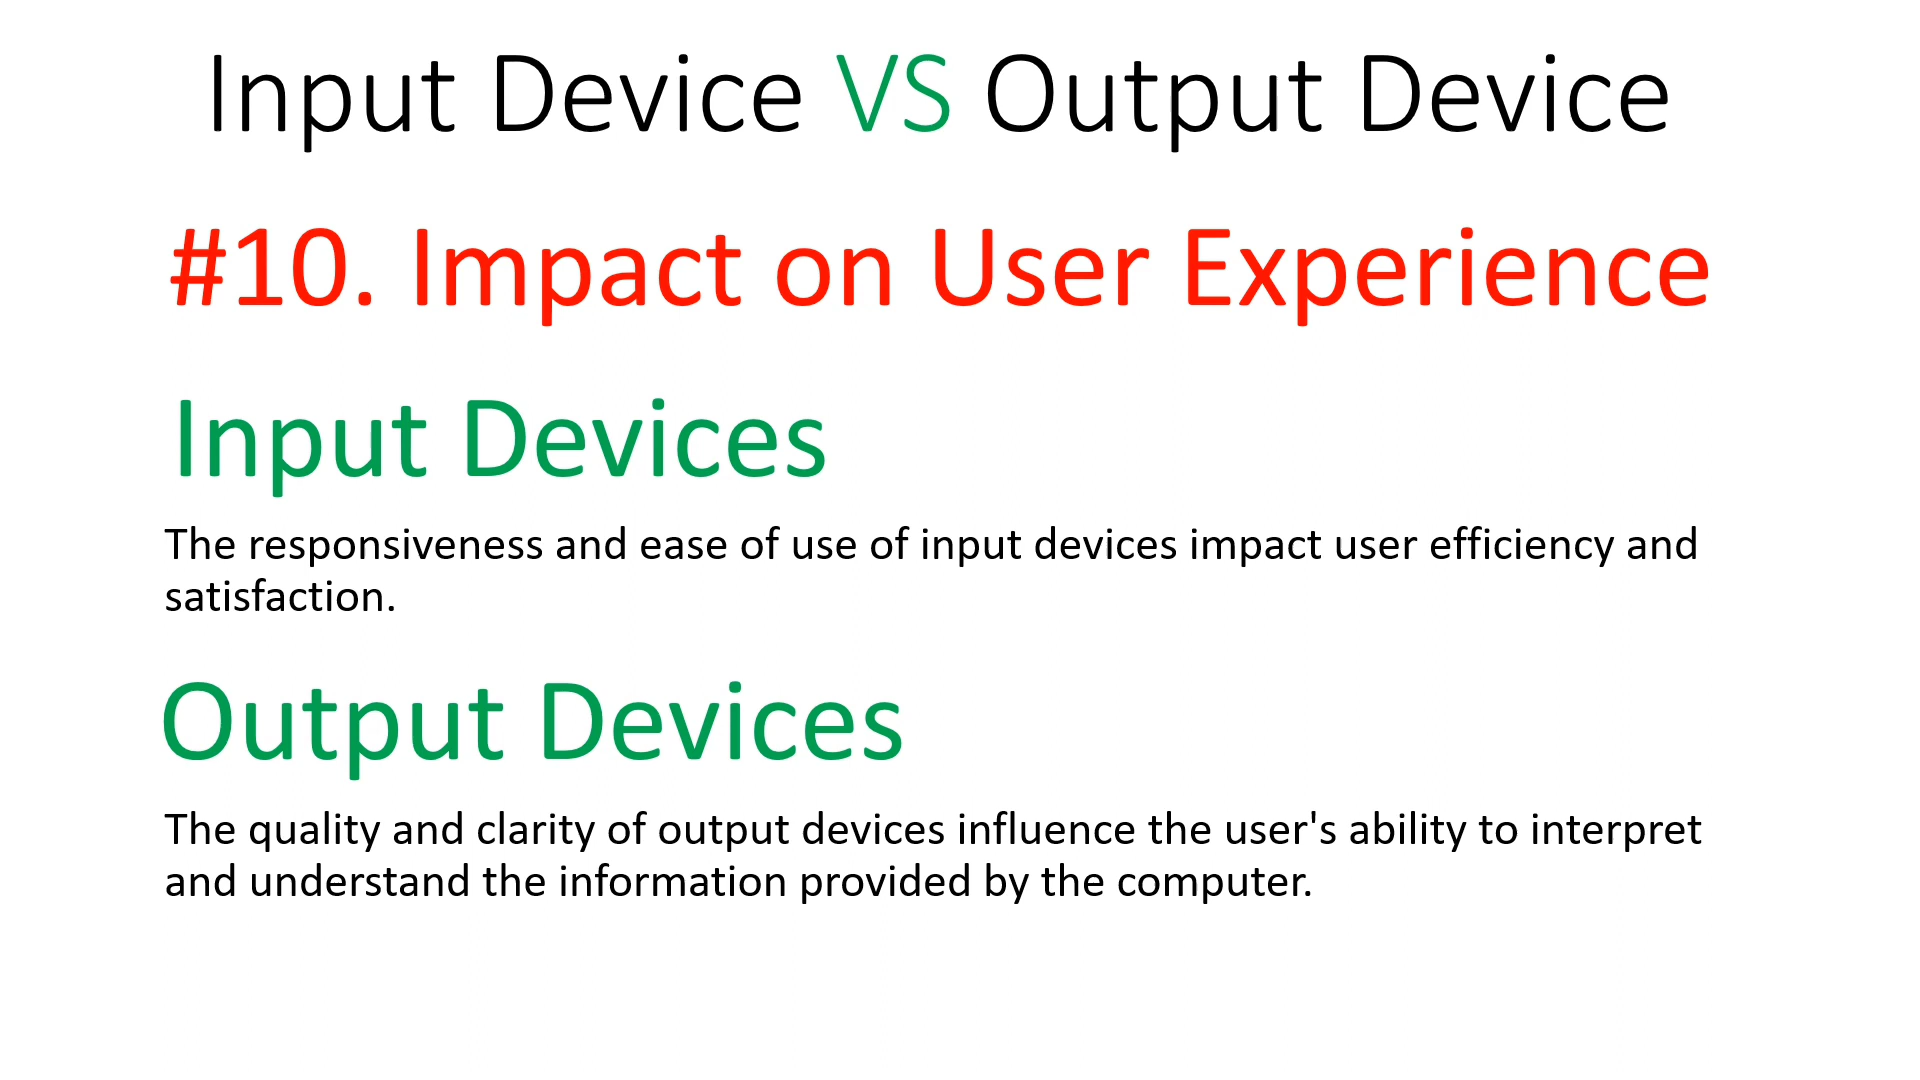 Input Device VS Output Device
#10. Impact on User Experience
Input Devices
The responsiveness and ease of use of input devices impact user efficiency and
satisfaction.
Output Devices
The quality and clarity of output devices influence the user's ability to interpret
and understand the information provided by the computer.